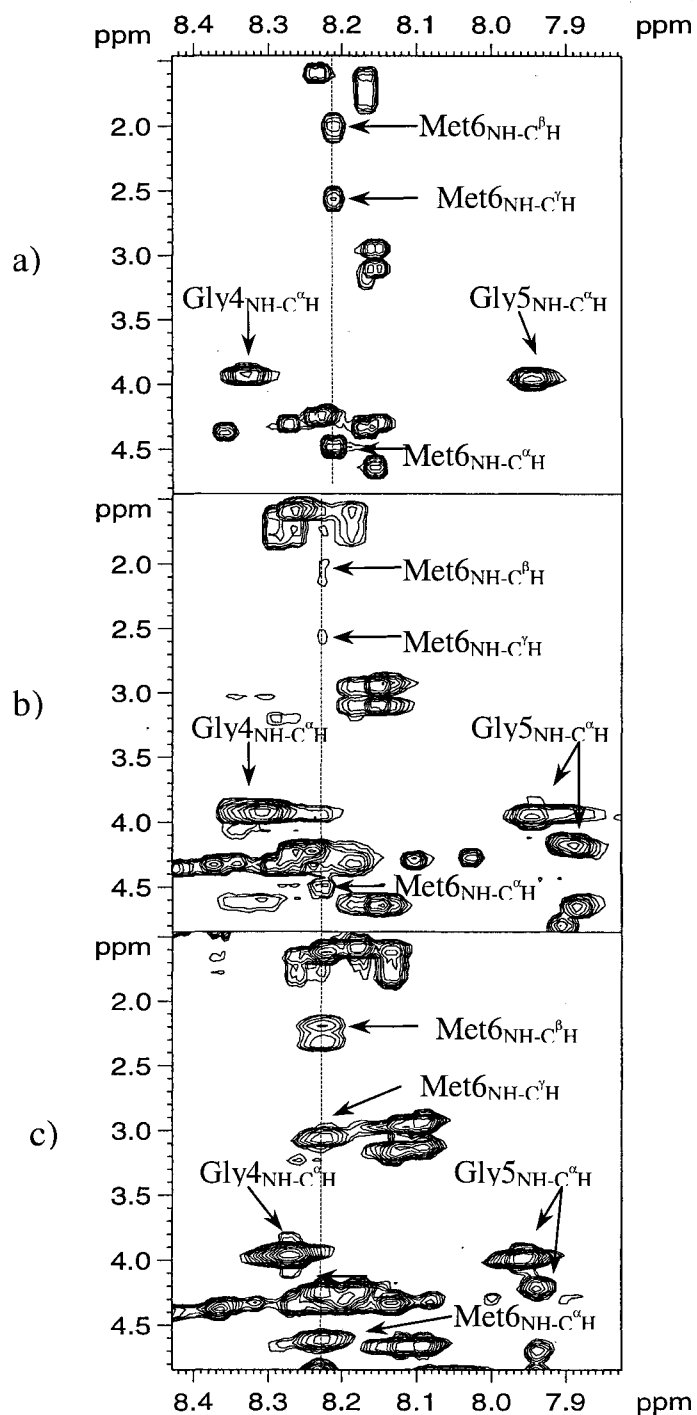 8.4 8.3 8.2 8.1 8.0 7.9 ppm
ppm
2.0
Met6NH-CβH
2.5
Met6NH-CγH
a)
3.0
3.5
Gly4NH-CαH
Gly5NH-CαH
4.0
4.5
Met6NH-CαH
ppm
2.0
Met6NH-CβH
2.5
Met6NH-CγH
b)
3.0
3.5
Gly4NH-CαH
Gly5NH-CαH
4.0
4.5
Met6NH-CαH
ppm
2.0
Met6NH-CβH
2.5
Met6NH-CγH
c)
3.0
3.5
Gly4NH-CαH
Gly5NH-CαH
4.0
4.5
Met6NH-CαH
8.4 8.3 8.2 8.1 8.0 7.9 ppm